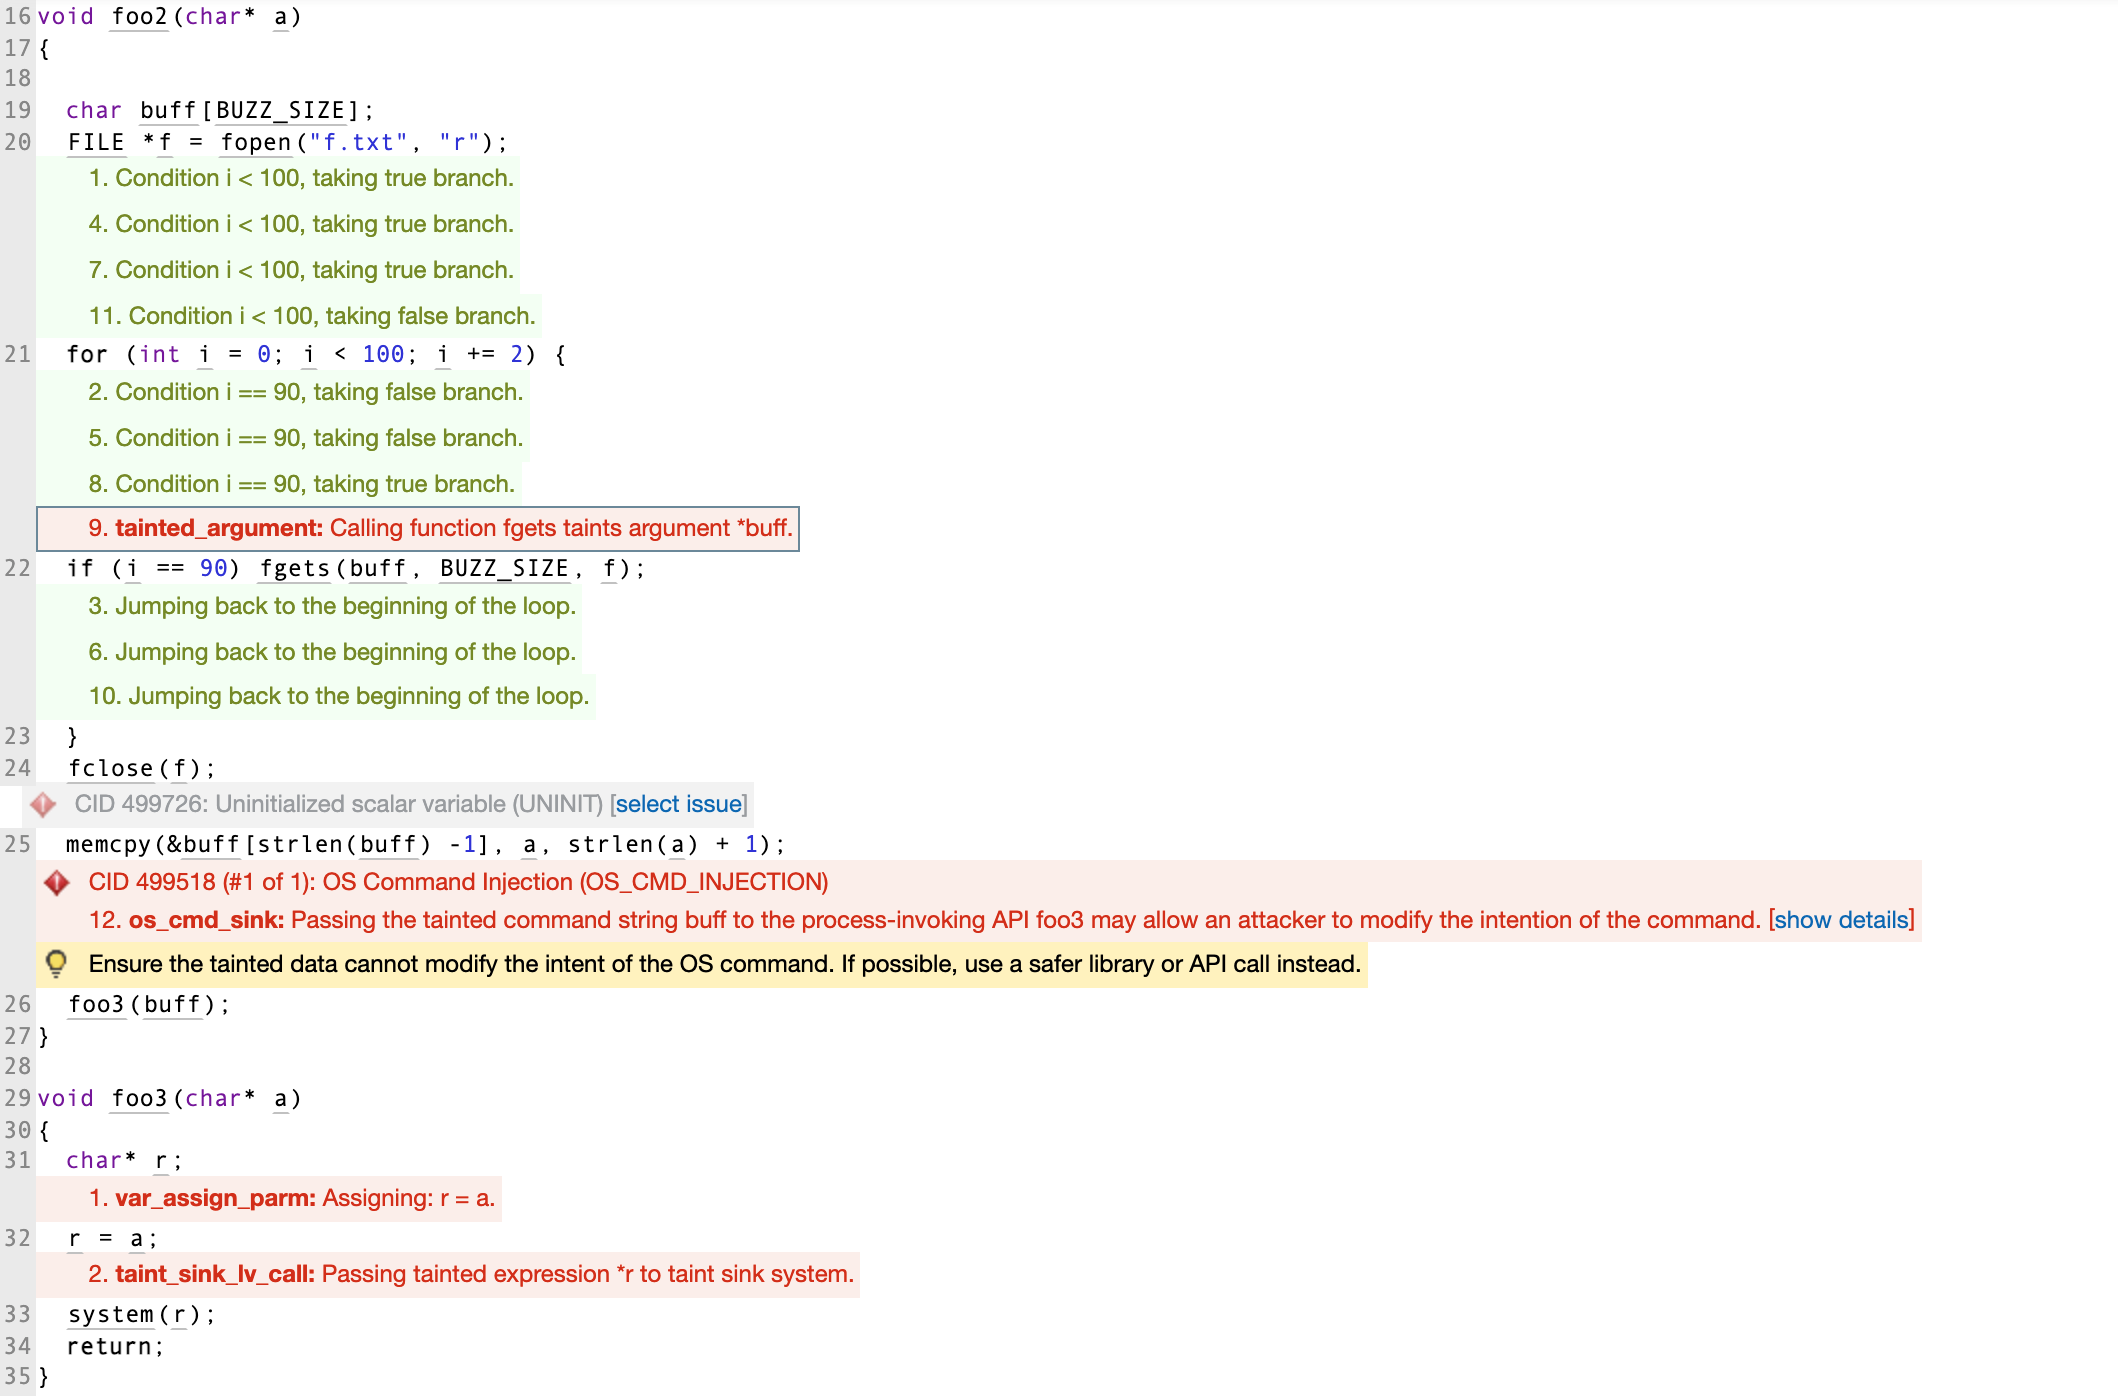 16 void foo2(char* a)
17 {
18
19 char buff[BUZZ_SIZE];
20 FILE *f = fopen("f.txt", "r");
1. Condition i < 100, taking true branch.
4. Condition i < 100, taking true branch.
7. Condition i < 100, taking true branch.
11. Condition i < 100, taking false branch.
21 for (int i = 0; i < 100; i += 2) {
2. Condition i == 90, taking false branch.
5. Condition i == 90, taking false branch.
8. Condition i == 90, taking true branch.
9. tainted_argument: Calling function fgets taints argument *buff.
22 if (i == 90) fgets(buff, BUZZ_SIZE, f);
3. Jumping back to the beginning of the loop.
6. Jumping back to the beginning of the loop.
10. Jumping back to the beginning of the loop.
23 }
24 fclose(f);
CID 499726: Uninitialized scalar variable (UNINIT) [select issue]
25 memcpy(&buff[strlen(buff) -1], a, strlen(a) + 1);
CID 499518 (#1 of 1): OS Command Injection (OS_CMD_INJECTION)
12. os_cmd_sink: Passing the tainted command string buff to the process-invoking API foo3 may allow an attacker to modify the intention of the command. [show details]
Ensure the tainted data cannot modify the intent of the OS command. If possible, use a safer library or API call instead.
26 foo3(buff);
27 }
28
29 void foo3(char* a)
30 {
31 char* r;
1. var_assign_parm: Assigning: r = a.
32 r = a;
2. taint_sink_lv_call: Passing tainted expression *r to taint sink system.
33 system(r);
34 return;
35 }